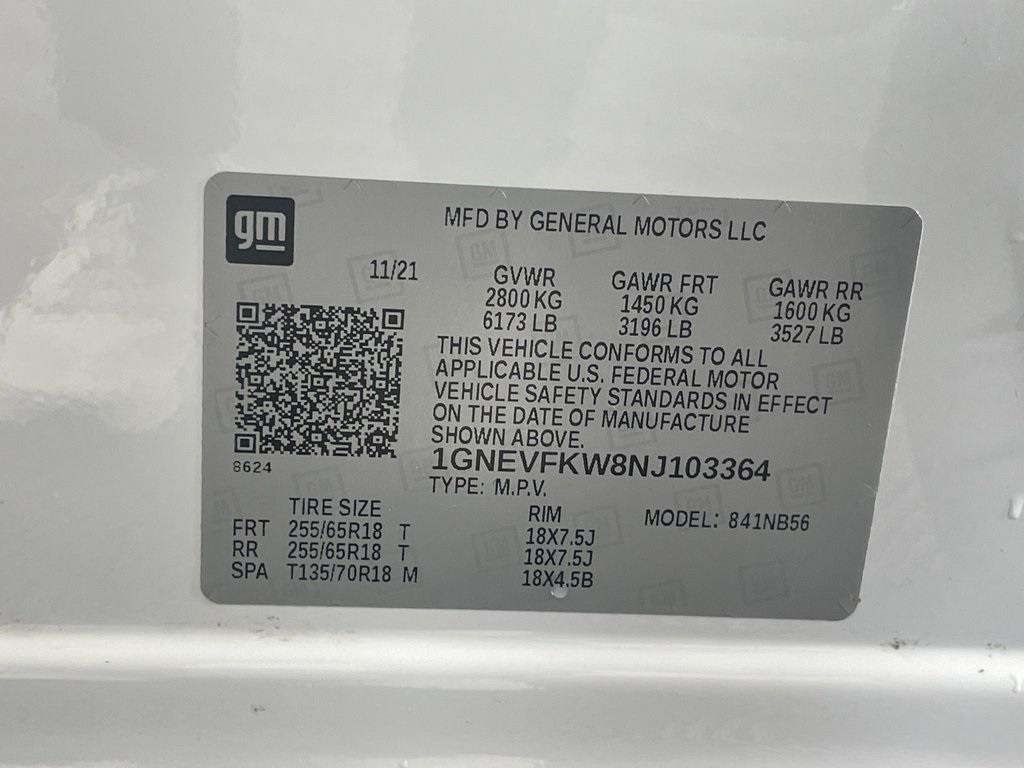 gm
MFD BY GENERAL MOTORS LLC
11/21
GVWR GAWR FRT GAWR RR
2800 KG 1450 KG 1600 KG
6173 LB 3196 LB 3527 LB
THIS VEHICLE CONFORMS TO ALL
APPLICABLE U.S. FEDERAL MOTOR
VEHICLE SAFETY STANDARDS IN EFFECT
ON THE DATE OF MANUFACTURE
SHOWN ABOVE.
8624
1GNEVFKW8NJ103364
TYPE: M.P.V.
TIRE SIZE RIM MODEL: 841NB56
FRT 255/65R18 T 18X7.5J
RR 255/65R18 T 18X7.5J
SPA T135/70R18 M 18X4.5B